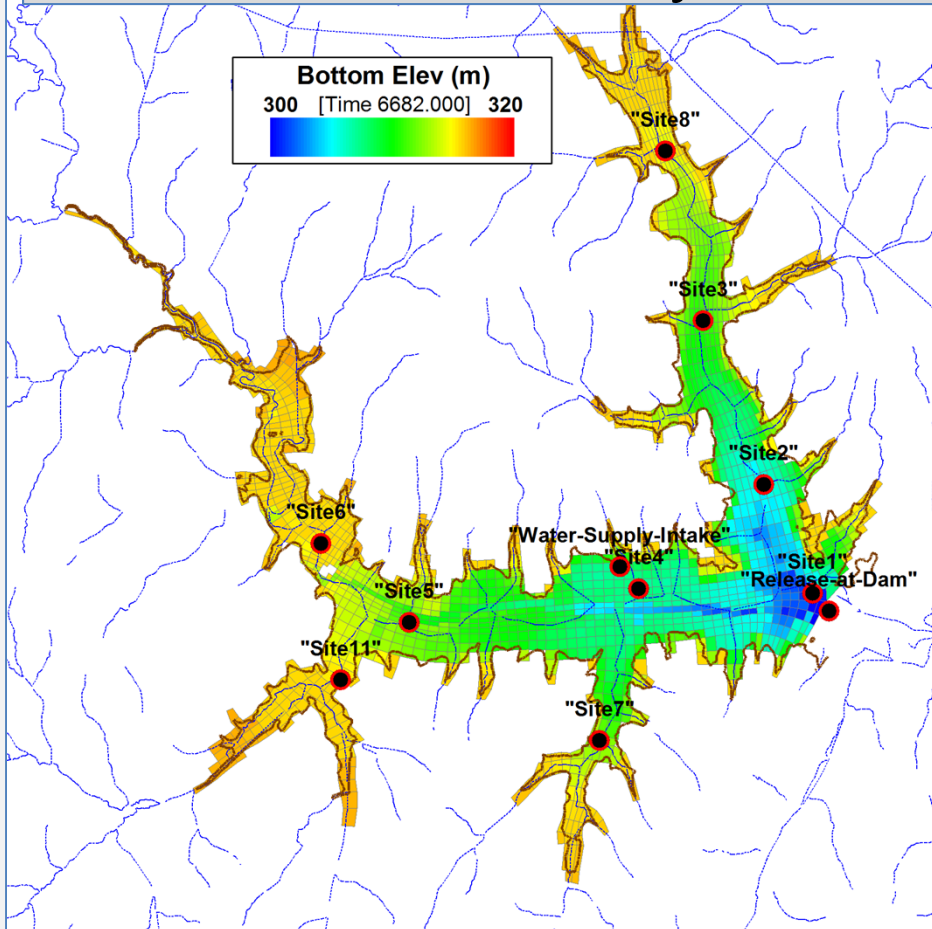 Bottom Elev (m)
300 [Time 6682.000] 320
"Site8"
"Site3"
"Site2"
"Site6"
"Water-Supply-Intake"
"Site4"
"Site1"
"Release-at-Dam"
"Site5"
"Site11"
"Site7"